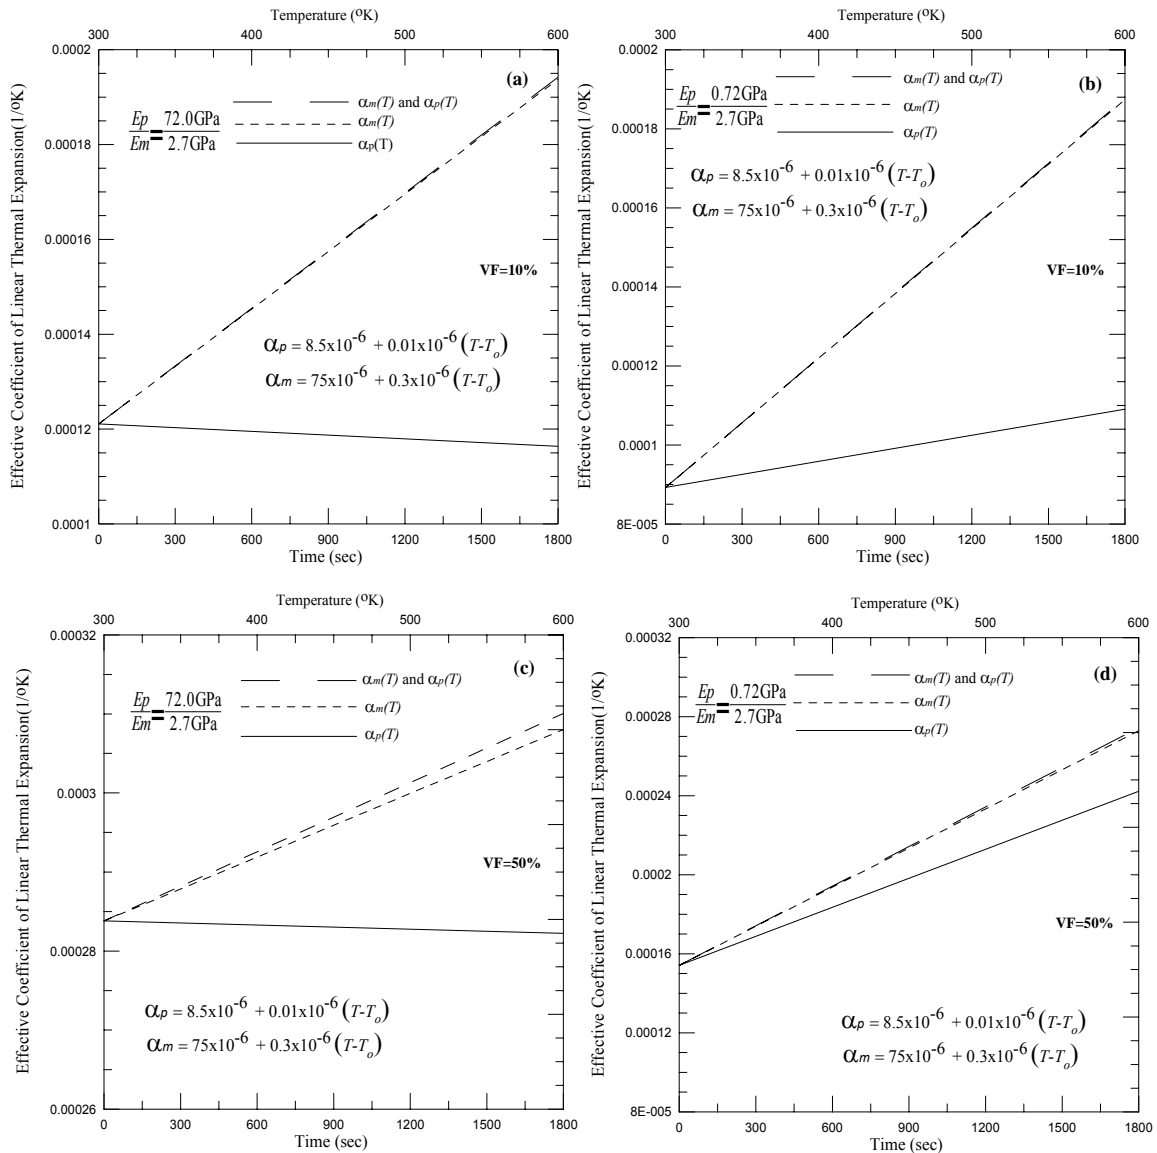 Temperature (ºK)
300 400 500 600
0.0002
0.00018
0.00016
0.00014
0.00012
0.0001
Effective Coefficient of Linear Thermal Expansion(1/ºK)
(a)
Ep/Em = 72.0GPa/2.7GPa
αm(T) and αp(T)
αm(T)
αp(T)
VF=10%
αp = 8.5x10^-6 + 0.01x10^-6 (T-To)
αm = 75x10^-6 + 0.3x10^-6 (T-To)
0 300 600 900 1200 1500 1800
Time (sec)
Temperature (ºK)
300 400 500 600
0.0002
0.00018
0.00016
0.00014
0.00012
0.0001
8E-005
Effective Coefficient of Linear Thermal Expansion(1/ºK)
(b)
Ep/Em = 0.72GPa/2.7GPa
αm(T) and αp(T)
αm(T)
αp(T)
αp = 8.5x10^-6 + 0.01x10^-6 (T-To)
αm = 75x10^-6 + 0.3x10^-6 (T-To)
VF=10%
0 300 600 900 1200 1500 1800
Time (sec)
Temperature (ºK)
300 400 500 600
0.00032
0.0003
0.00028
0.00026
Effective Coefficient of Linear Thermal Expansion(1/ºK)
(c)
Ep/Em = 72.0GPa/2.7GPa
αm(T) and αp(T)
αm(T)
αp(T)
VF=50%
αp = 8.5x10^-6 + 0.01x10^-6 (T-To)
αm = 75x10^-6 + 0.3x10^-6 (T-To)
0 300 600 900 1200 1500 1800
Time (sec)
Temperature (ºK)
300 400 500 600
0.00032
0.00028
0.00024
0.0002
0.00016
0.00012
8E-005
Effective Coefficient of Linear Thermal Expansion(1/ºK)
(d)
Ep/Em = 0.72GPa/2.7GPa
αm(T) and αp(T)
αm(T)
αp(T)
VF=50%
αp = 8.5x10^-6 + 0.01x10^-6 (T-To)
αm = 75x10^-6 + 0.3x10^-6 (T-To)
0 300 600 900 1200 1500 1800
Time (sec)